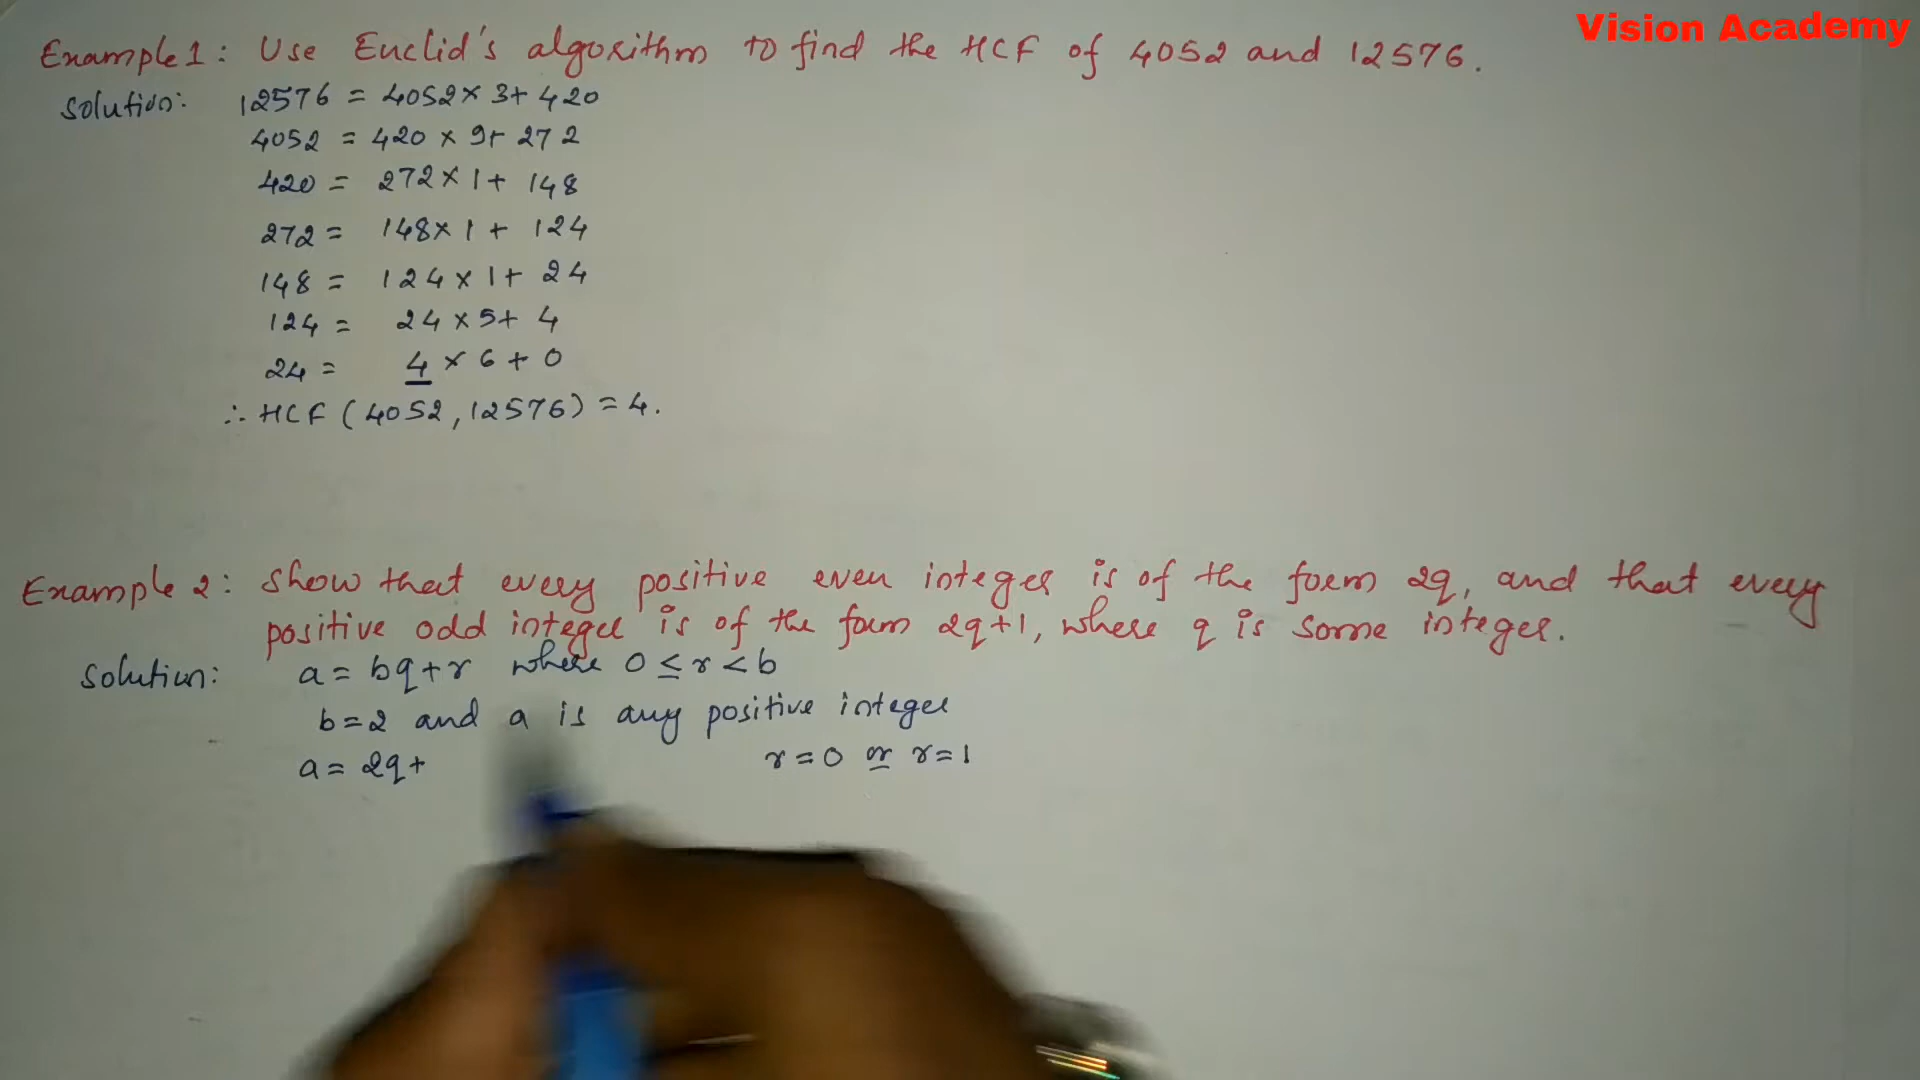 Vision Academy
Example 1: Use Euclid's algorithm to find the HCF of 4052 and 12576.
Solution: 12576 = 4052 × 3 + 420
4052 = 420 × 9 + 272
420 = 272 × 1 + 148
272 = 148 × 1 + 124
148 = 124 × 1 + 24
124 = 24 × 5 + 4
24 = 4 × 6 + 0
∴ HCF (4052, 12576) = 4.
Example 2: Show that every positive even integer is of the form 2q, and that every
positive odd integer is of the form 2q+1, where q is some integer.
Solution: a = bq + r where 0 ≤ r < b
b = 2 and a is any positive integer
a = 2q + r = 0 or r = 1